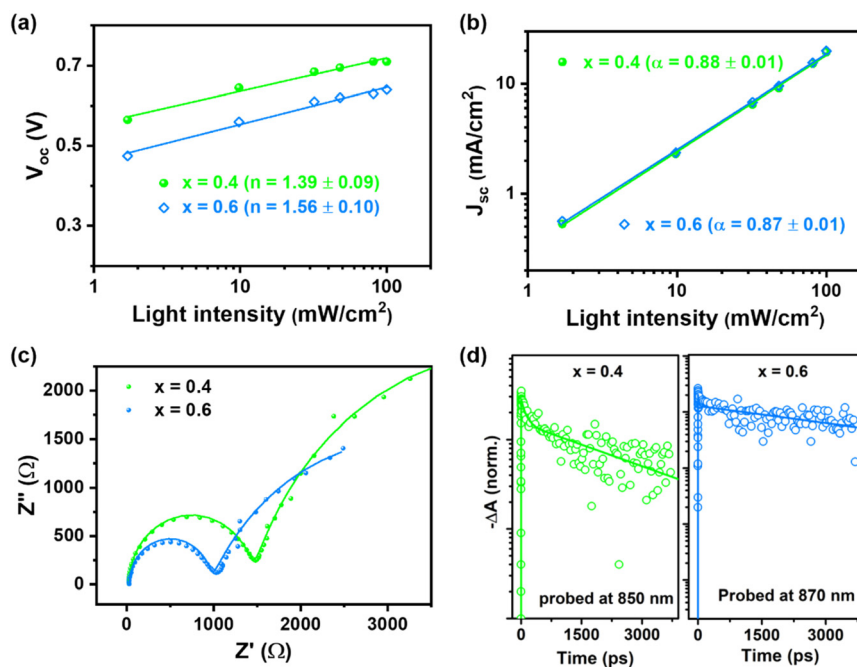 (a)
0.7
0.5
0.3
V_oc (V)
x = 0.4 (n = 1.39 ± 0.09)
x = 0.6 (n = 1.56 ± 0.10)
1 10 100
Light intensity (mW/cm²)
(b)
10
1
J_sc (mA/cm²)
x = 0.4 (α = 0.88 ± 0.01)
x = 0.6 (α = 0.87 ± 0.01)
1 10 100
Light intensity (mW/cm²)
(c)
2000
1500
1000
500
0
Z'' (Ω)
x = 0.4
x = 0.6
0 1000 2000 3000
Z' (Ω)
(d)
-ΔA (norm.)
x = 0.4
probed at 850 nm
0 1500 3000
Time (ps)
x = 0.6
Probed at 870 nm
0 1500 3000
Time (ps)